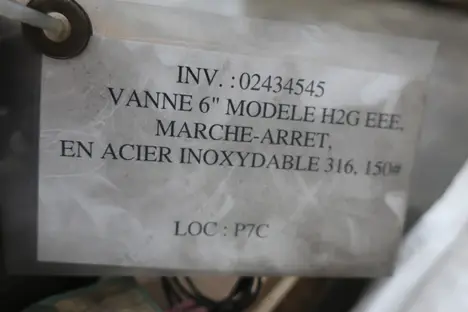 INV. :02434545
VANNE 6" MODELE H2G EEE,
MARCHE-ARRET,
EN ACIER INOXYDABLE 316, 150#
LOC : P7C